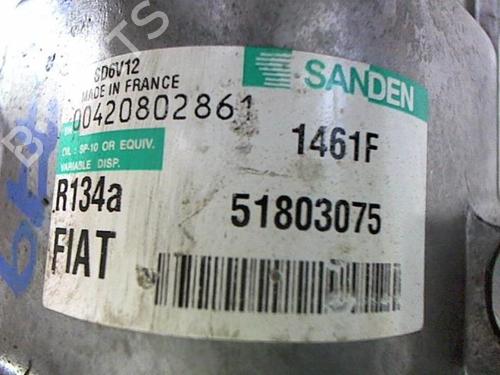 SD6V12
MADE IN FRANCE
SANDEN
00420802861
1461F
OIL : SP-10 OR EQUIV.
VARIABLE DISP.
R134a
51803075
FIAT